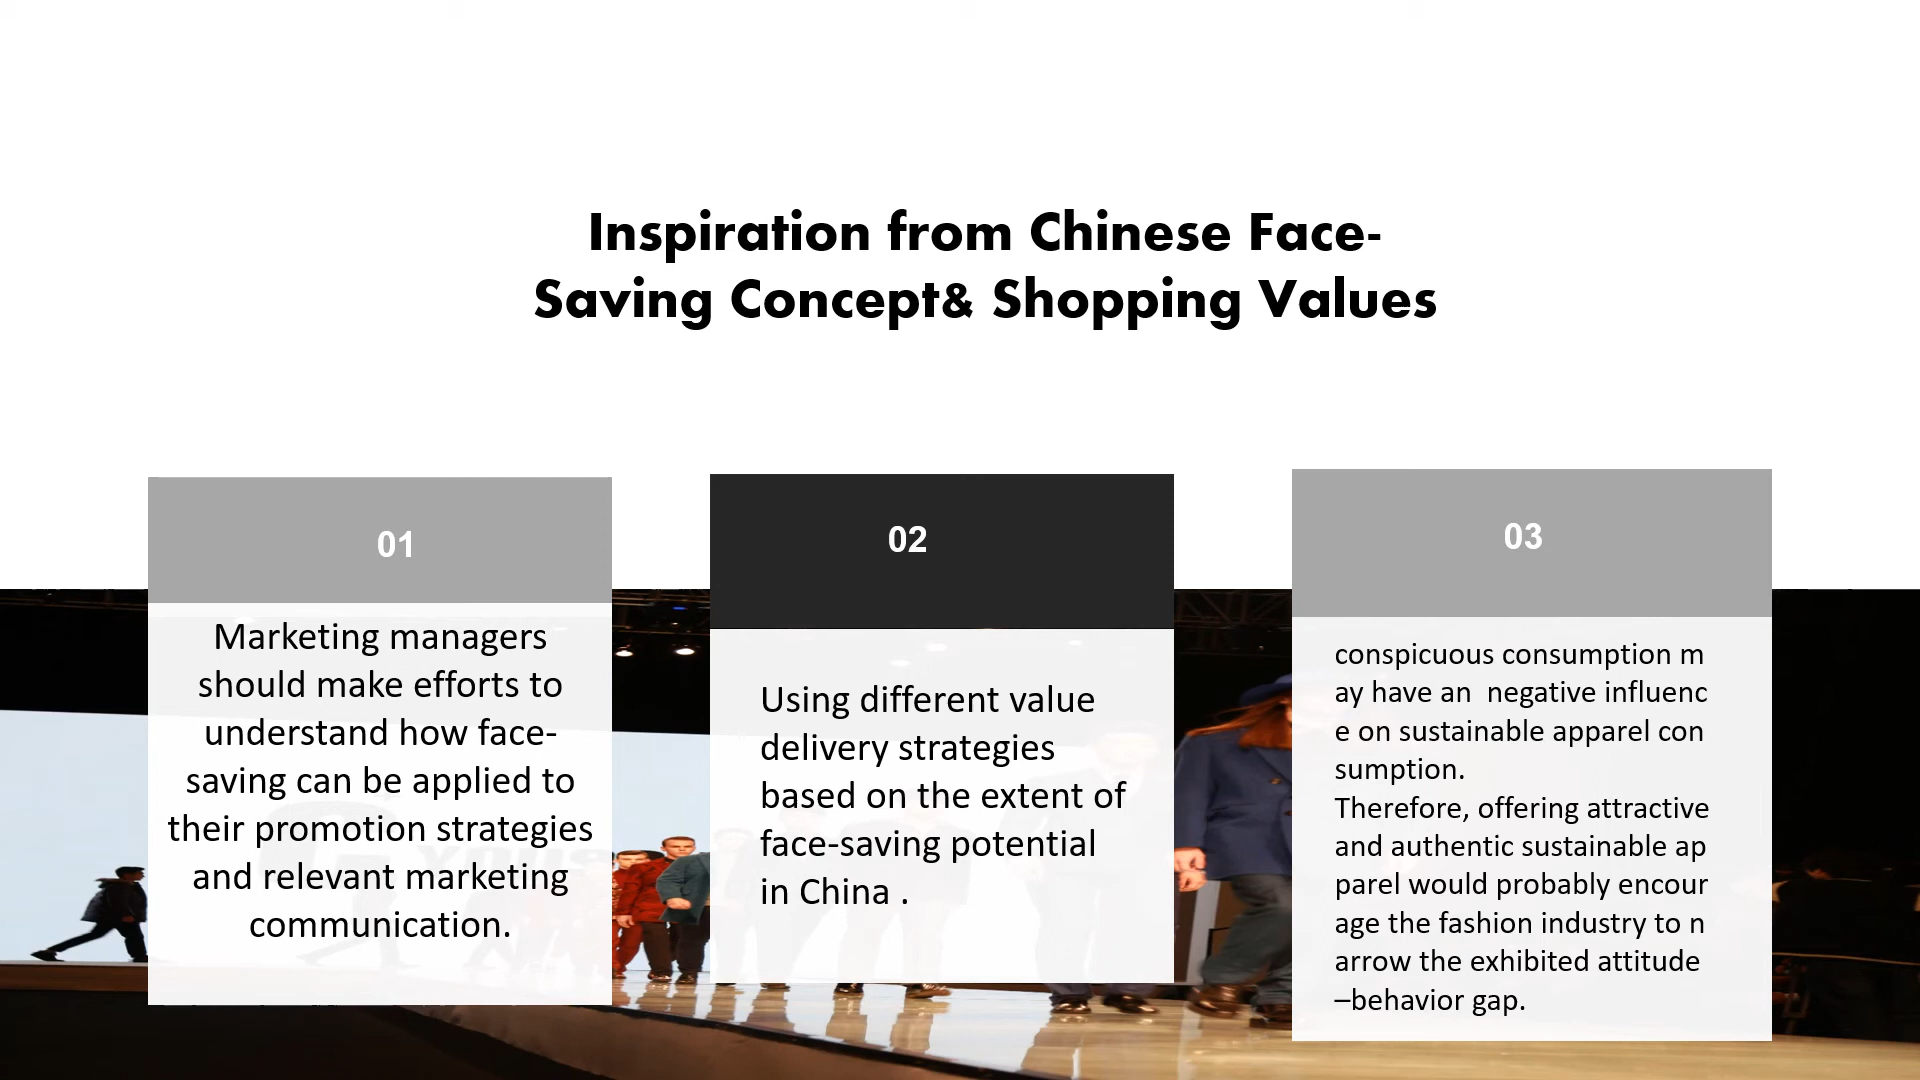 Inspiration from Chinese Face-
Saving Concept& Shopping Values
01
Marketing managers
should make efforts to
understand how face-
saving can be applied to
their promotion strategies
and relevant marketing
communication.
02
Using different value
delivery strategies
based on the extent of
face-saving potential
in China .
03
conspicuous consumption m
ay have an  negative influenc
e on sustainable apparel con
sumption.
Therefore, offering attractive
and authentic sustainable ap
parel would probably encour
age the fashion industry to n
arrow the exhibited attitude
–behavior gap.